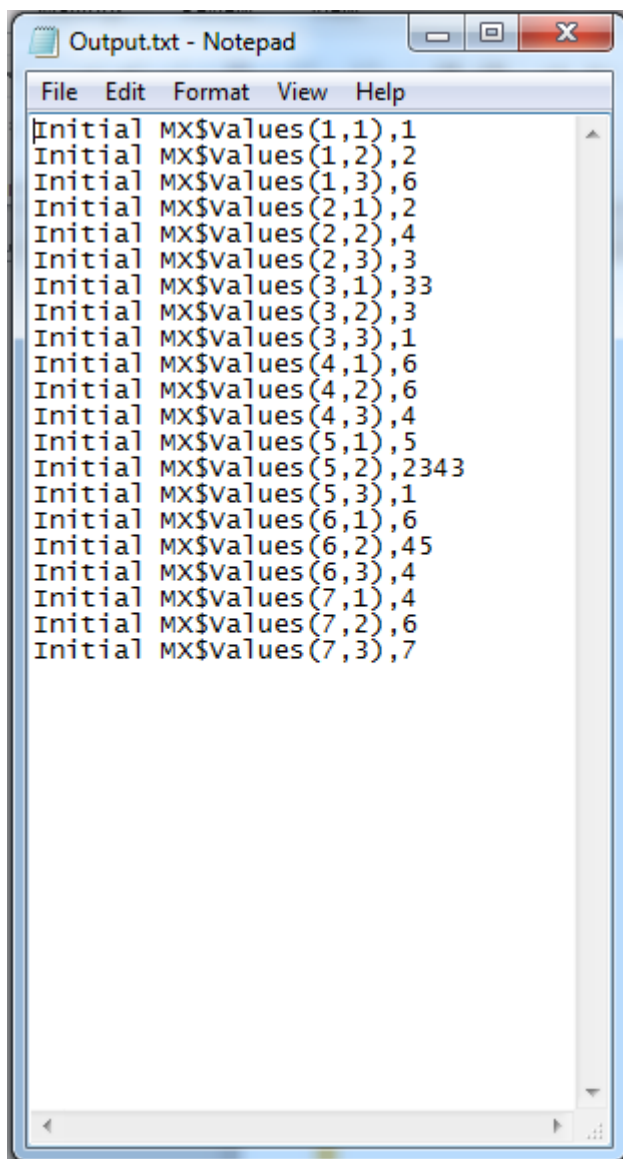 Output.txt - Notepad
File Edit Format View Help
Initial MX$Values(1,1),1
Initial MX$Values(1,2),2
Initial MX$Values(1,3),6
Initial MX$Values(2,1),2
Initial MX$Values(2,2),4
Initial MX$Values(2,3),3
Initial MX$Values(3,1),33
Initial MX$Values(3,2),3
Initial MX$Values(3,3),1
Initial MX$Values(4,1),6
Initial MX$Values(4,2),6
Initial MX$Values(4,3),4
Initial MX$Values(5,1),5
Initial MX$Values(5,2),2343
Initial MX$Values(5,3),1
Initial MX$Values(6,1),6
Initial MX$Values(6,2),45
Initial MX$Values(6,3),4
Initial MX$Values(7,1),4
Initial MX$Values(7,2),6
Initial MX$Values(7,3),7